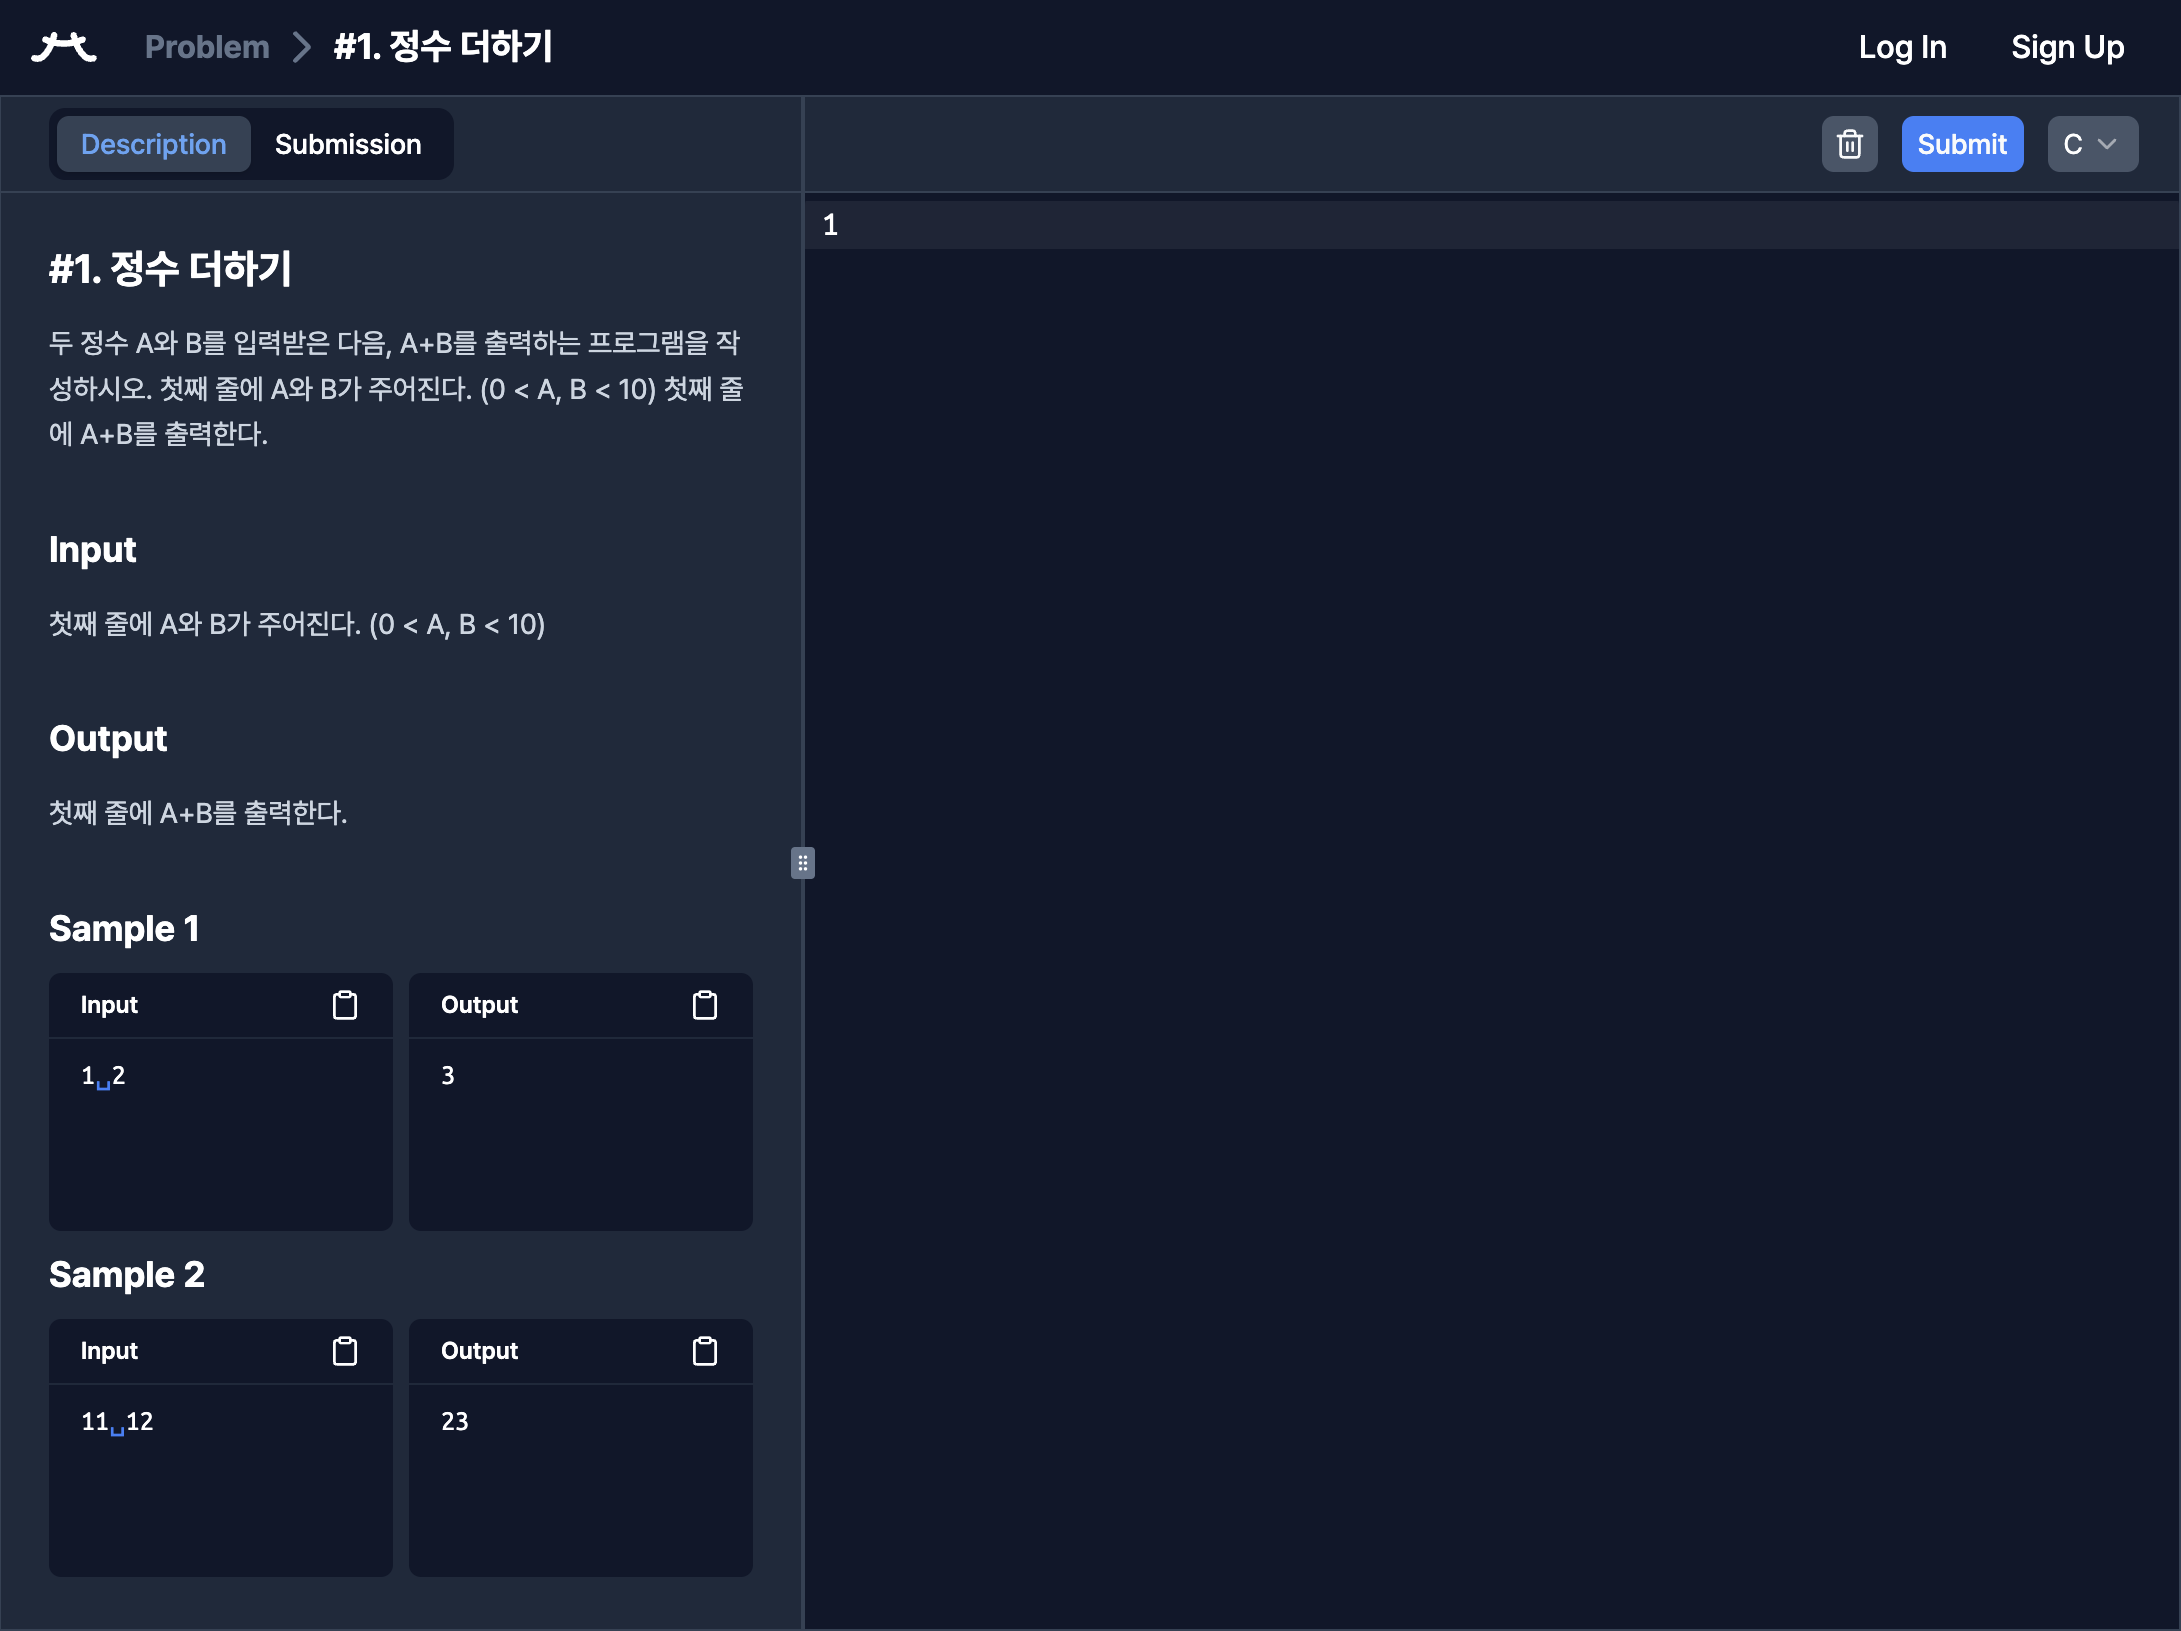 Problem > #1. 정수 더하기
Log In Sign Up
Description Submission
Submit C
#1. 정수 더하기
두 정수 A와 B를 입력받은 다음, A+B를 출력하는 프로그램을 작
성하시오. 첫째 줄에 A와 B가 주어진다. (0 < A, B < 10) 첫째 줄
에 A+B를 출력한다.
Input
첫째 줄에 A와 B가 주어진다. (0 < A, B < 10)
Output
첫째 줄에 A+B를 출력한다.
Sample 1
Input
1␣2
Output
3
Sample 2
Input
11␣12
Output
23
1